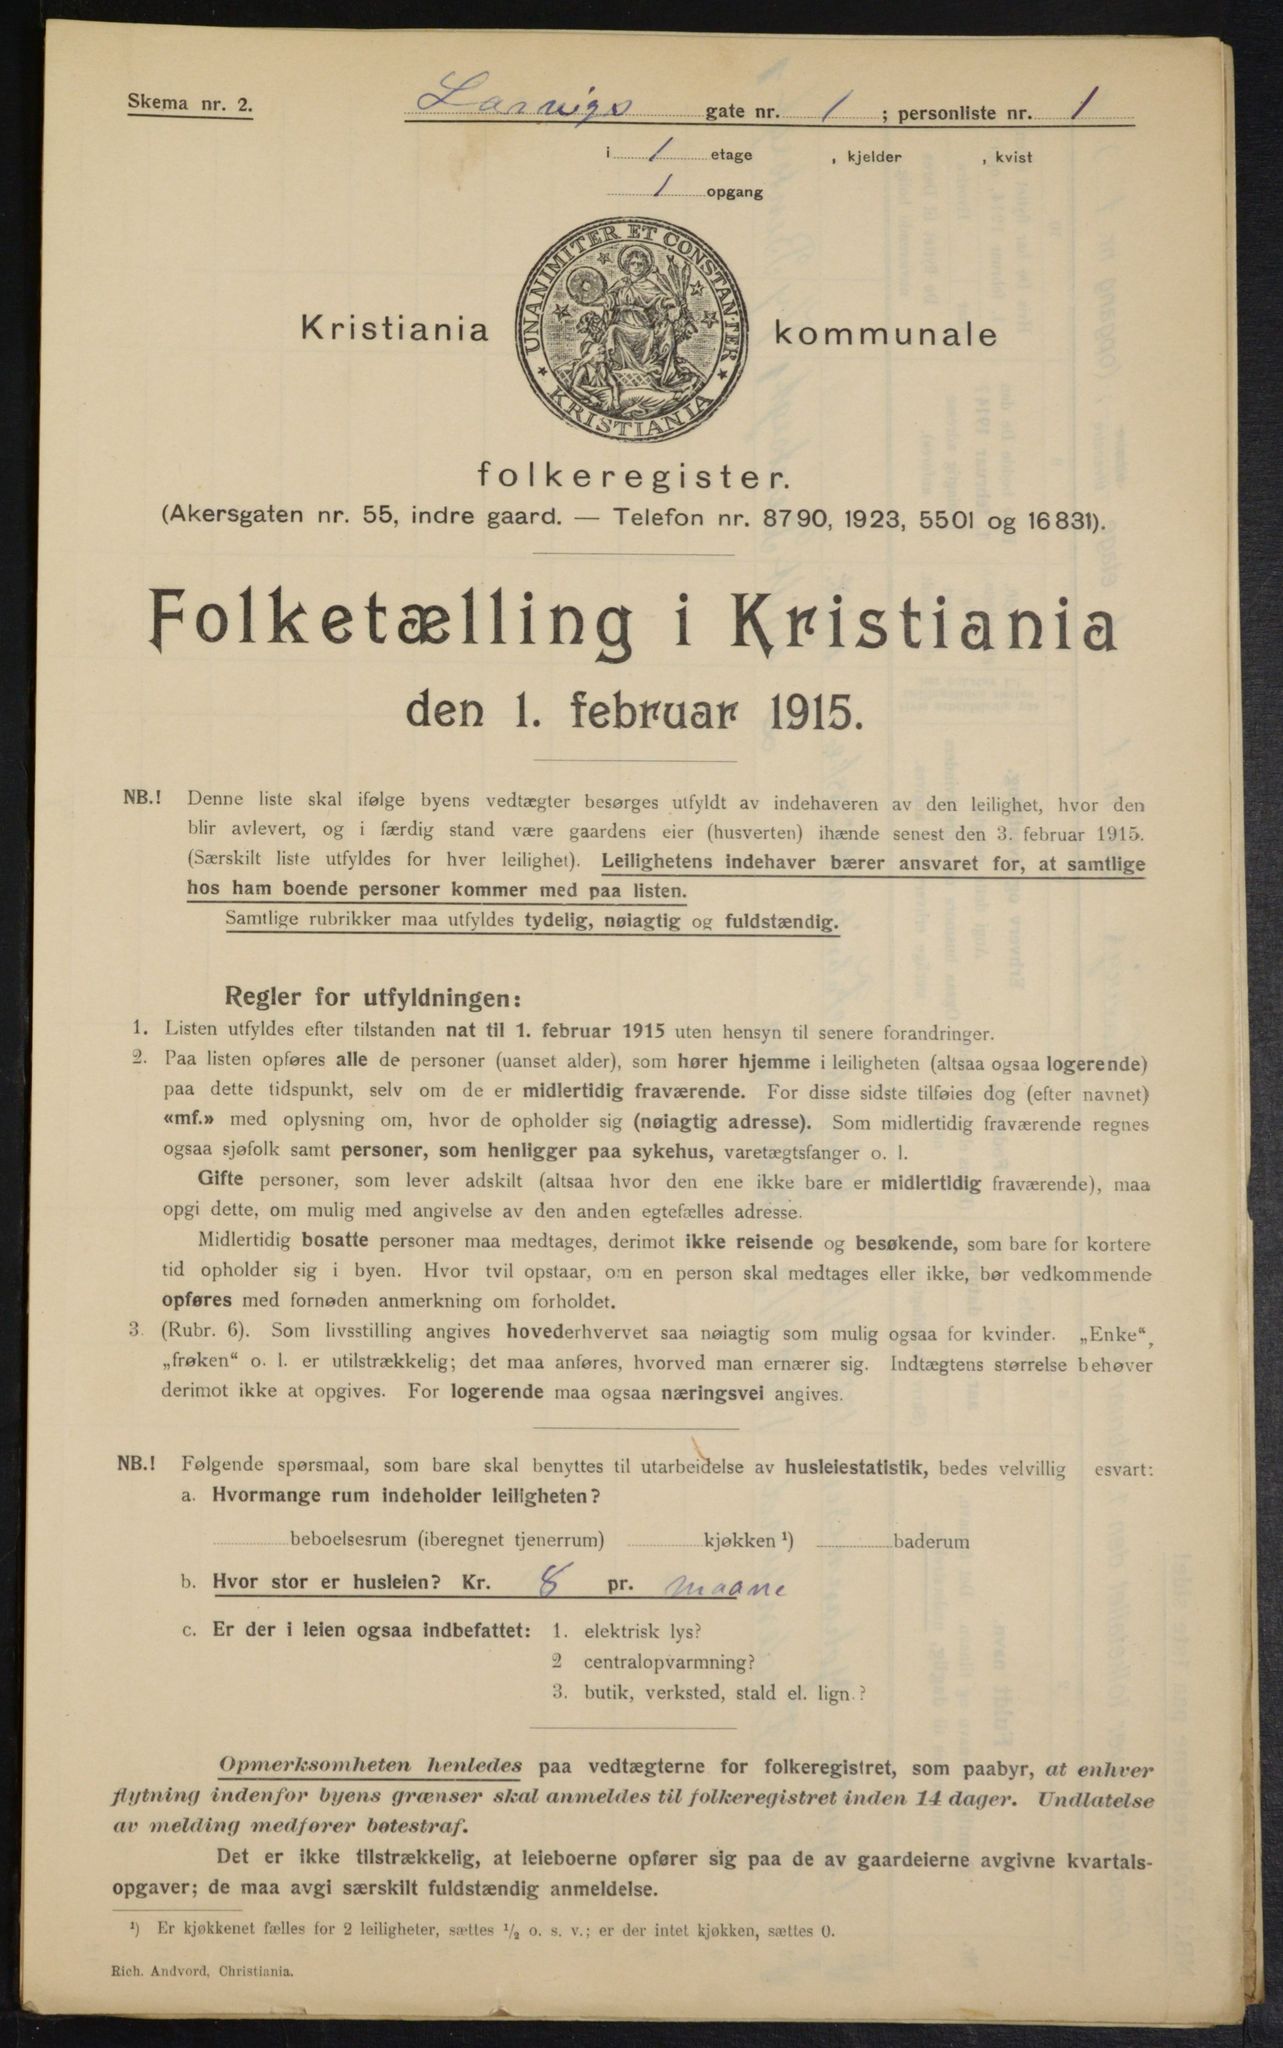 Skema nr. 2.
Larvigs gate nr. 1 ; personliste nr. 1
i 1 etage , kjelder , kvist
1 opgang
UNANIMITER ET CONSTANTER
KRISTIANIA
Kristiania kommunale
folkeregister.
(Akersgaten nr. 55, indre gaard. — Telefon nr. 8790, 1923, 5501 og 16831).
Folketælling i Kristiania
den 1. februar 1915.
NB.! Denne liste skal ifølge byens vedtægter besørges utfyldt av indehaveren av den leilighet, hvor den
blir avlevert, og i færdig stand være gaardens eier (husverten) ihænde senest den 3. februar 1915.
(Særskilt liste utfyldes for hver leilighet). Leilighetens indehaver bærer ansvaret for, at samtlige
hos ham boende personer kommer med paa listen.
Samtlige rubrikker maa utfyldes tydelig, nøiagtig og fuldstændig.
Regler for utfyldningen:
1. Listen utfyldes efter tilstanden nat til 1. februar 1915 uten hensyn til senere forandringer.
2. Paa listen opføres alle de personer (uanset alder), som hører hjemme i leiligheten (altsaa ogsaa logerende)
paa dette tidspunkt, selv om de er midlertidig fraværende. For disse sidste tilføies dog (efter navnet)
«mf.» med oplysning om, hvor de opholder sig (nøiagtig adresse). Som midlertidig fraværende regnes
ogsaa sjøfolk samt personer, som henligger paa sykehus, varetægtsfanger o. l.
Gifte personer, som lever adskilt (altsaa hvor den ene ikke bare er midlertidig fraværende), maa
opgi dette, om mulig med angivelse av den anden egtefælles adresse.
Midlertidig bosatte personer maa medtages, derimot ikke reisende og besøkende, som bare for kortere
tid opholder sig i byen. Hvor tvil opstaar, om en person skal medtages eller ikke, bør vedkommende
opføres med fornøden anmerkning om forholdet.
3. (Rubr. 6). Som livsstilling angives hovederhvervet saa nøiagtig som mulig ogsaa for kvinder. „Enke“,
„frøken“ o. l. er utilstrækkelig; det maa anføres, hvorved man ernærer sig. Indtægtens størrelse behøver
derimot ikke at opgives. For logerende maa ogsaa næringsvei angives.
NB.! Følgende spørsmaal, som bare skal benyttes til utarbeidelse av husleiestatistik, bedes velvillig esvart:
a. Hvormange rum indeholder leiligheten?
beboelsesrum (iberegnet tjenerrum) kjøkken ¹) baderum
b. Hvor stor er husleien? Kr. 8 pr. maane
c. Er der i leien ogsaa indbefattet: 1. elektrisk lys?
2 centralopvarmning?
3. butik, verksted, stald el. lign.?
Opmerksomheten henledes paa vedtægterne for folkeregistret, som paabyr, at enhver
flytning indenfor byens grænser skal anmeldes til folkeregistret inden 14 dager. Undlatelse
av melding medfører bøtestraf.
Det er ikke tilstrækkelig, at leieboerne opfører sig paa de av gaardeierne avgivne kvartals-
opgaver; de maa avgi særskilt fuldstændig anmeldelse.
¹) Er kjøkkenet fælles for 2 leiligheter, sættes ¹/₂ o. s. v.; er der intet kjøkken, sættes 0.
Rich. Andvord, Christiania.